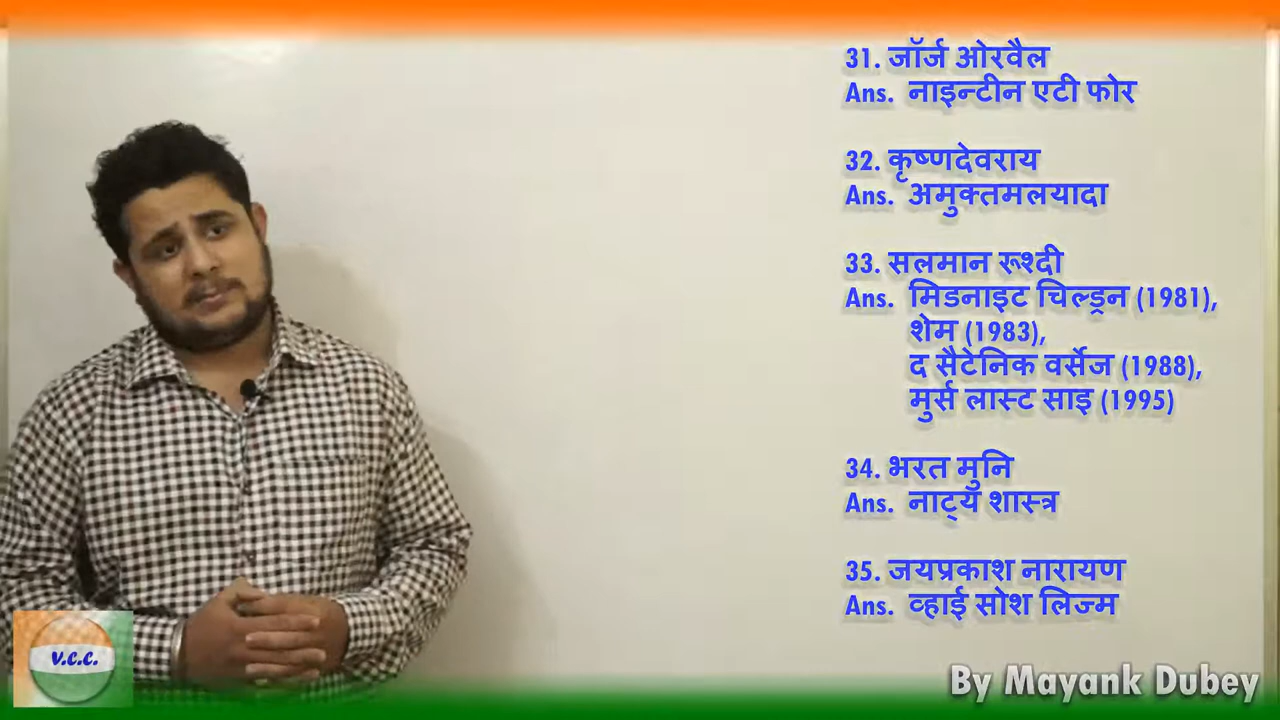 31. जॉर्ज ओरवैल
Ans. नाइन्टीन एटी फोर
32. कृष्णदेवराय
Ans. अमुक्तमलयादा
33. सलमान रूश्दी
Ans. मिडनाइट चिल्ड्रन (1981),
शेम (1983),
द सैटेनिक वर्सेज (1988),
मुर्स लास्ट साइ (1995)
34. भरत मुनि
Ans. नाट्य शास्त्र
35. जयप्रकाश नारायण
Ans. व्हाई सोश लिज्म
V.C.C.
By Mayank Dubey